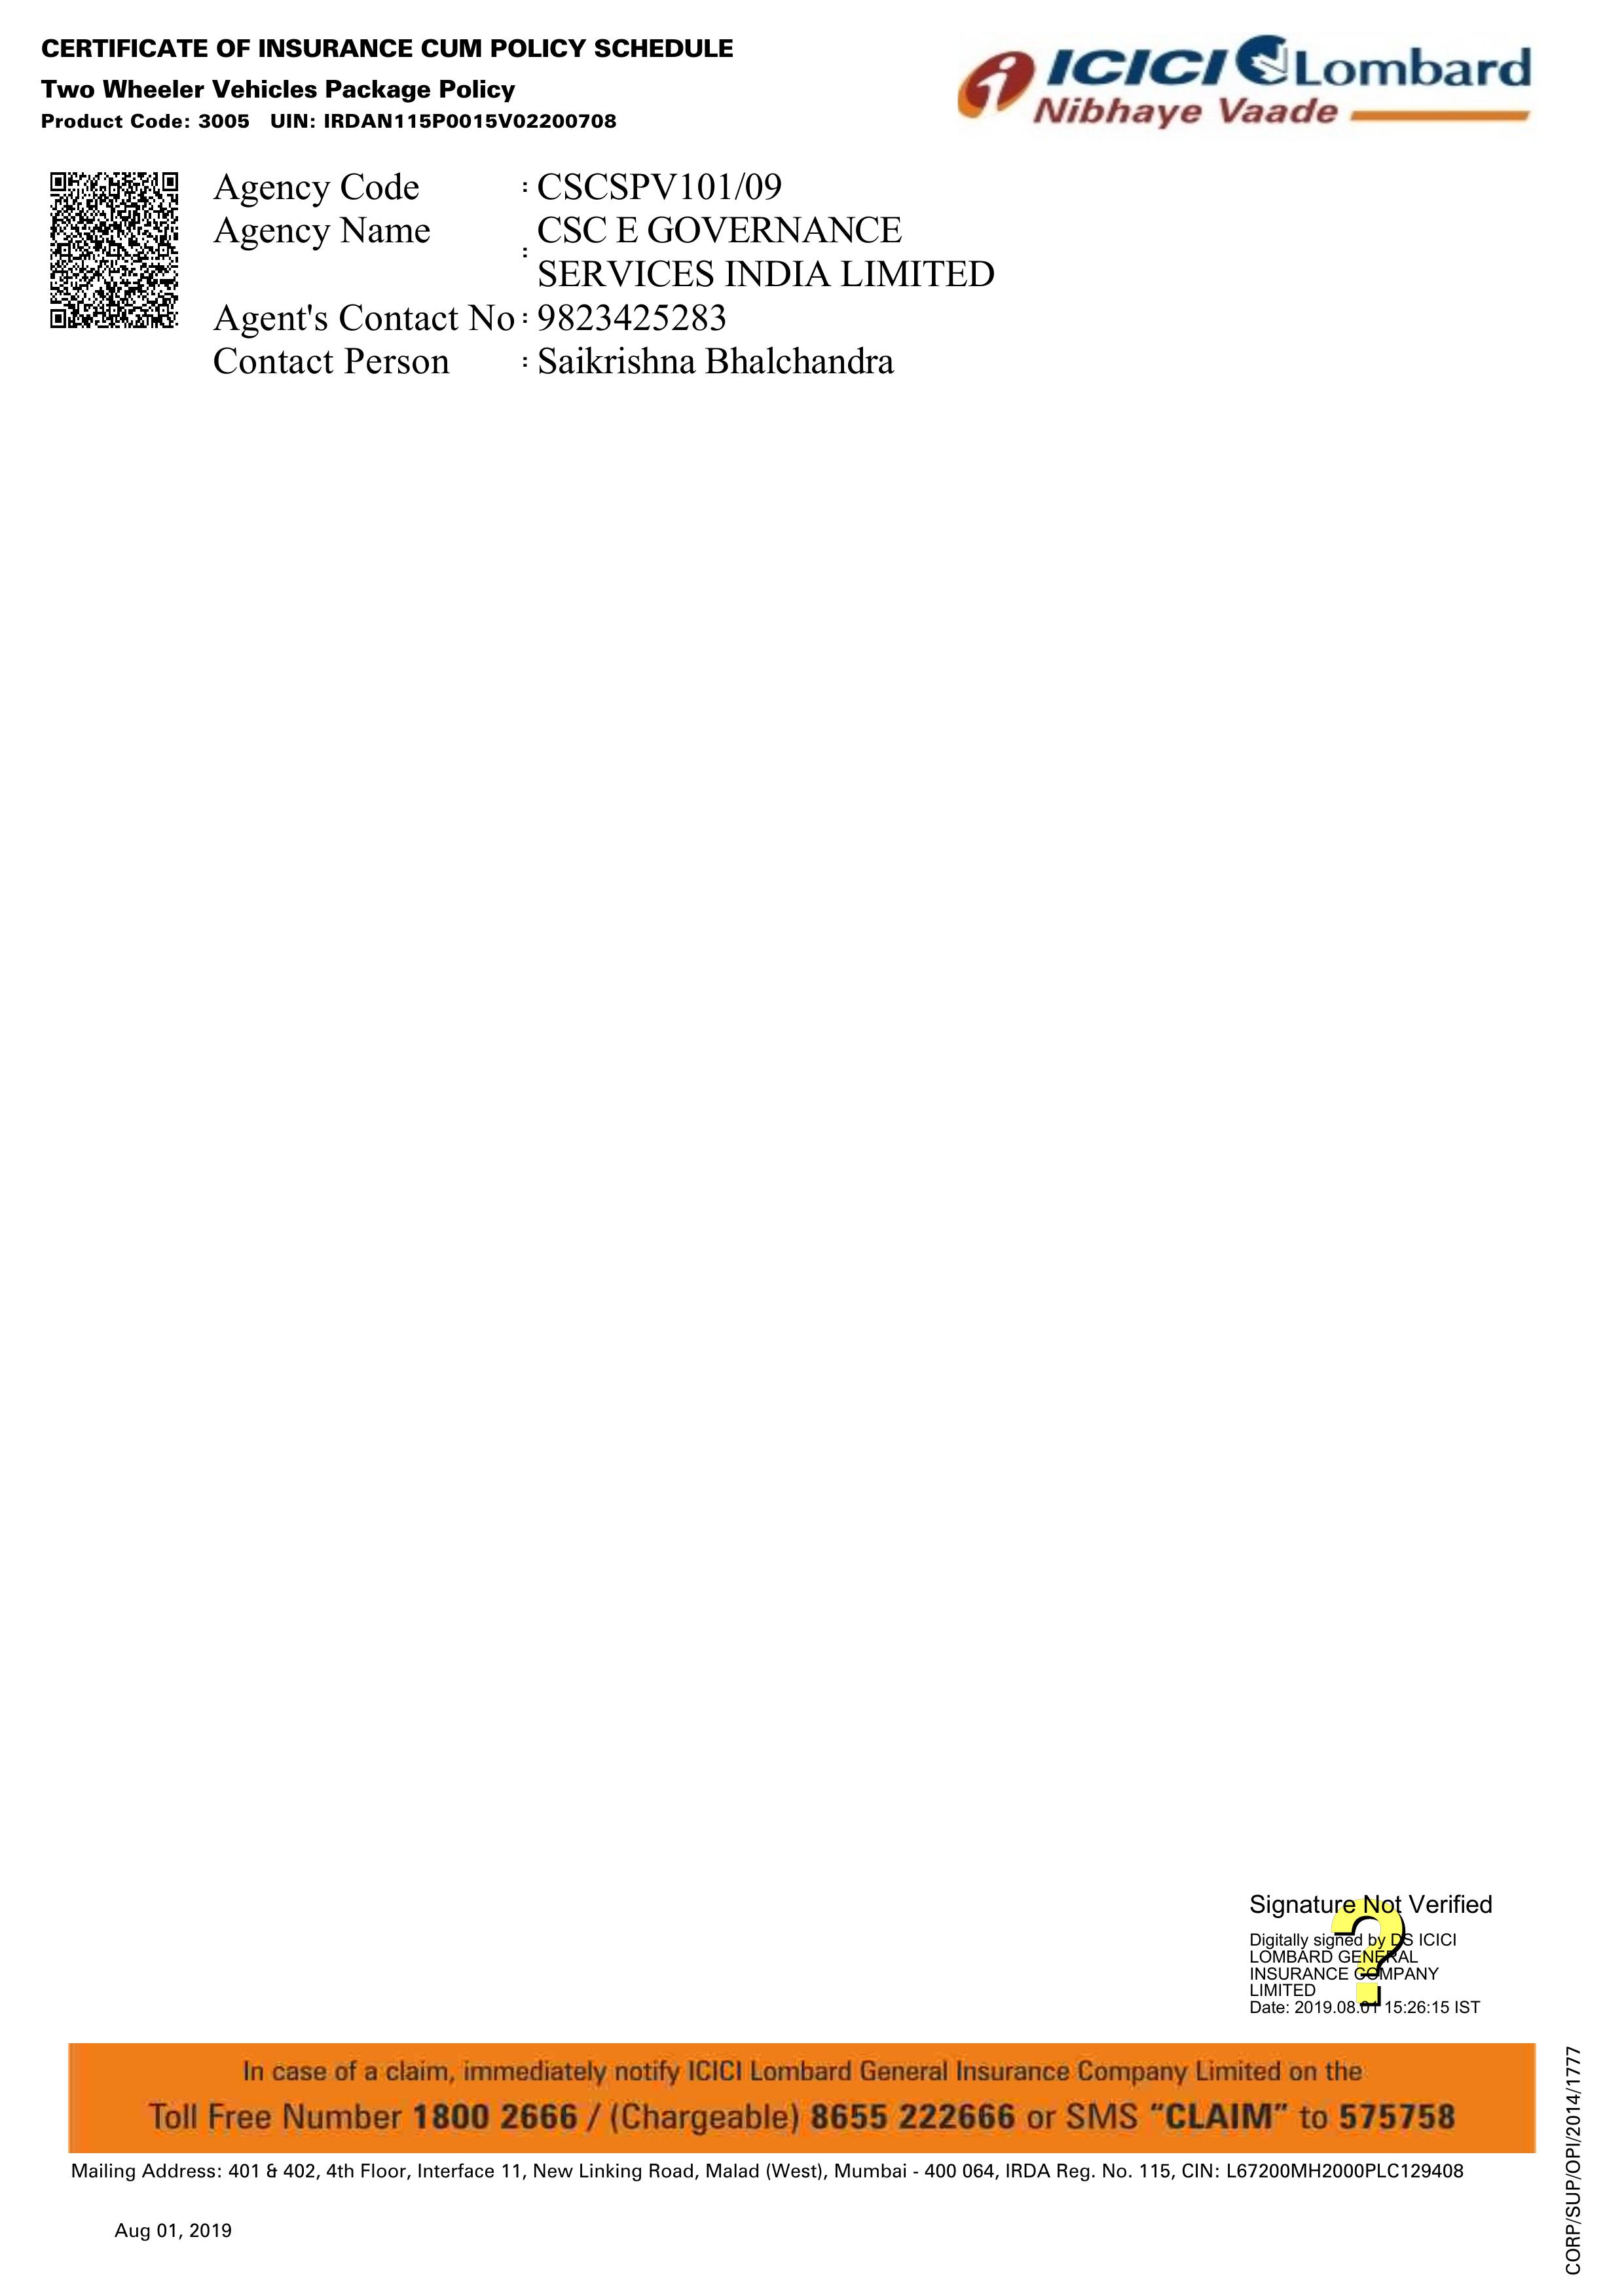 CERTIFICATE OF INSURANCE CUM POLICY SCHEDULE
Two Wheeler Vehicles Package Policy
Product Code: 3005 UIN: IRDAN115P0015V02200708
ICICI Lombard
Nibhaye Vaade
Agency Code : CSCSPV101/09
Agency Name : CSC E GOVERNANCE
SERVICES INDIA LIMITED
Agent's Contact No : 9823425283
Contact Person : Saikrishna Bhalchandra
Signature Not Verified
Digitally signed by DS ICICI
LOMBARD GENERAL
INSURANCE COMPANY
LIMITED
Date: 2019.08.01 15:26:15 IST
In case of a claim, immediately notify ICICI Lombard General Insurance Company Limited on the
Toll Free Number 1800 2666 / (Chargeable) 8655 222666 or SMS “CLAIM” to 575758
Mailing Address: 401 & 402, 4th Floor, Interface 11, New Linking Road, Malad (West), Mumbai - 400 064, IRDA Reg. No. 115, CIN: L67200MH2000PLC129408
Aug 01, 2019
CORP/SUP/OPI/2014/1777